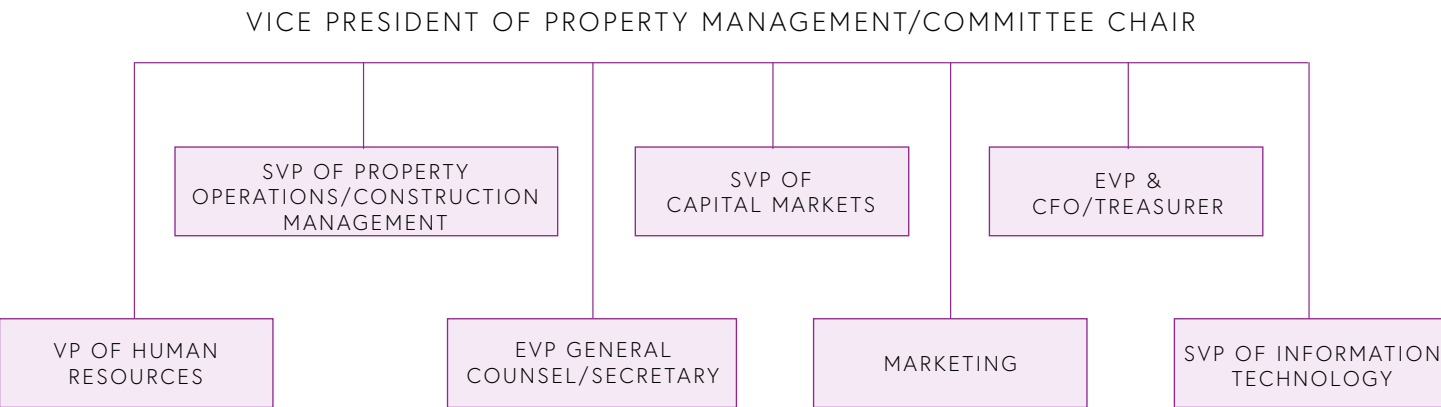 VICE PRESIDENT OF PROPERTY MANAGEMENT/COMMITTEE CHAIR
SVP OF PROPERTY
OPERATIONS/CONSTRUCTION
MANAGEMENT
SVP OF
CAPITAL MARKETS
EVP &
CFO/TREASURER
VP OF HUMAN
RESOURCES
EVP GENERAL
COUNSEL/SECRETARY
MARKETING
SVP OF INFORMATION
TECHNOLOGY